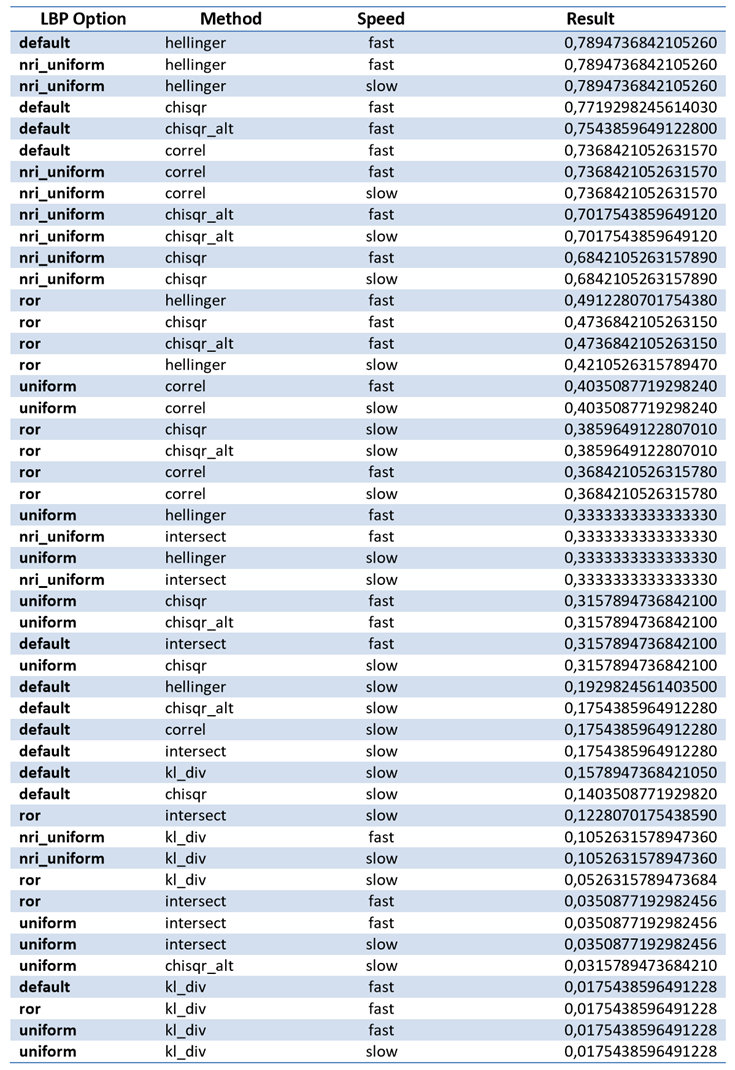 LBP Option Method Speed Result
default hellinger fast 0,7894736842105260
nri_uniform hellinger fast 0,7894736842105260
nri_uniform hellinger slow 0,7894736842105260
default chisqr fast 0,7719298245614030
default chisqr_alt fast 0,7543859649122800
default correl fast 0,7368421052631570
nri_uniform correl fast 0,7368421052631570
nri_uniform correl slow 0,7368421052631570
nri_uniform chisqr_alt fast 0,7017543859649120
nri_uniform chisqr_alt slow 0,7017543859649120
nri_uniform chisqr fast 0,6842105263157890
nri_uniform chisqr slow 0,6842105263157890
ror hellinger fast 0,4912280701754380
ror chisqr fast 0,4736842105263150
ror chisqr_alt fast 0,4736842105263150
ror hellinger slow 0,4210526315789470
uniform correl fast 0,4035087719298240
uniform correl slow 0,4035087719298240
ror chisqr slow 0,3859649122807010
ror chisqr_alt slow 0,3859649122807010
ror correl fast 0,3684210526315780
ror correl slow 0,3684210526315780
uniform hellinger fast 0,3333333333333330
nri_uniform intersect fast 0,3333333333333330
uniform hellinger slow 0,3333333333333330
nri_uniform intersect slow 0,3333333333333330
uniform chisqr fast 0,3157894736842100
uniform chisqr_alt fast 0,3157894736842100
default intersect fast 0,3157894736842100
uniform chisqr slow 0,3157894736842100
default hellinger slow 0,1929824561403500
default chisqr_alt slow 0,1754385964912280
default correl slow 0,1754385964912280
default intersect slow 0,1754385964912280
default kl_div slow 0,1578947368421050
default chisqr slow 0,1403508771929820
ror intersect slow 0,1228070175438590
nri_uniform kl_div fast 0,1052631578947360
nri_uniform kl_div slow 0,1052631578947360
ror kl_div slow 0,0526315789473684
ror intersect fast 0,0350877192982456
uniform intersect fast 0,0350877192982456
uniform intersect slow 0,0350877192982456
uniform chisqr_alt slow 0,0315789473684210
default kl_div fast 0,0175438596491228
ror kl_div fast 0,0175438596491228
uniform kl_div fast 0,0175438596491228
uniform kl_div slow 0,0175438596491228